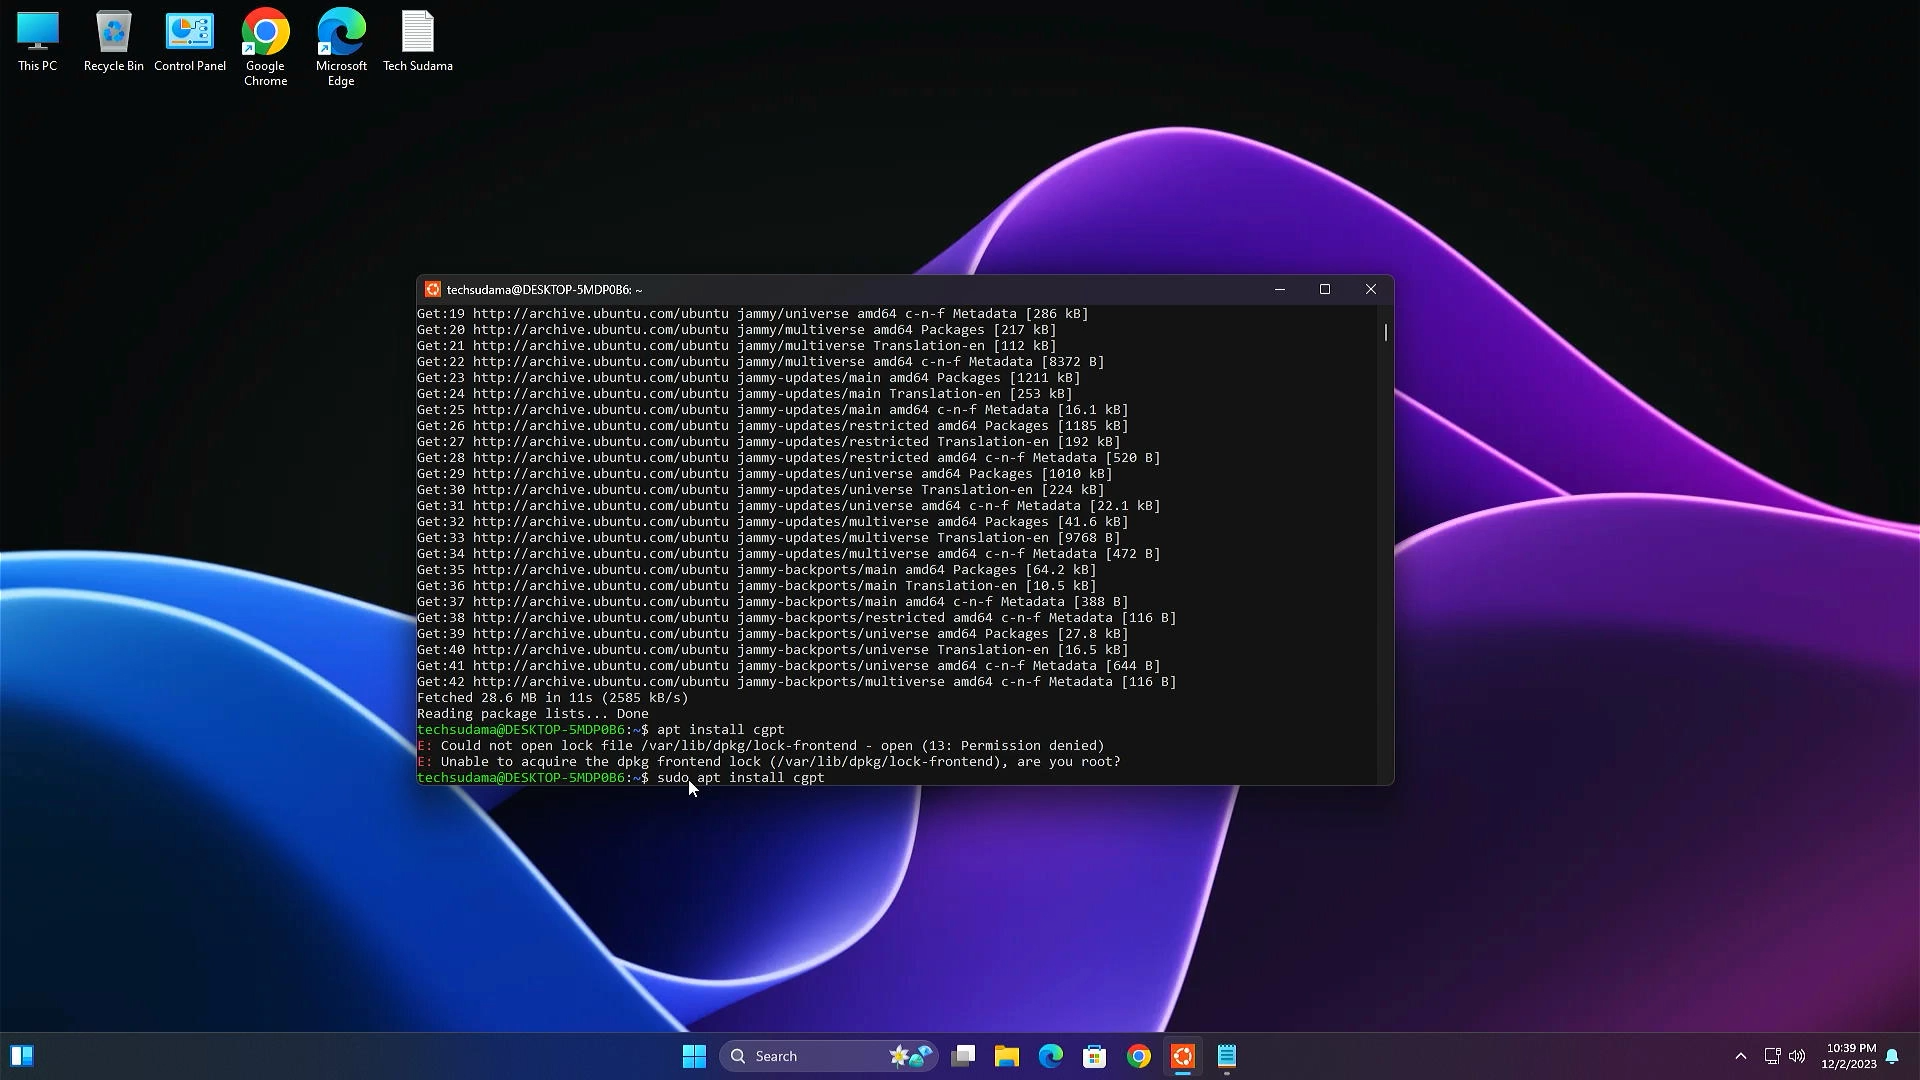 This PC
Recycle Bin
Control Panel
Google Chrome
Microsoft Edge
Tech Sudama
techsudama@DESKTOP-5MDP0B6: ~
Get:19 http://archive.ubuntu.com/ubuntu jammy/universe amd64 c-n-f Metadata [286 kB]
Get:20 http://archive.ubuntu.com/ubuntu jammy/multiverse amd64 Packages [217 kB]
Get:21 http://archive.ubuntu.com/ubuntu jammy/multiverse Translation-en [112 kB]
Get:22 http://archive.ubuntu.com/ubuntu jammy/multiverse amd64 c-n-f Metadata [8372 B]
Get:23 http://archive.ubuntu.com/ubuntu jammy-updates/main amd64 Packages [1211 kB]
Get:24 http://archive.ubuntu.com/ubuntu jammy-updates/main Translation-en [253 kB]
Get:25 http://archive.ubuntu.com/ubuntu jammy-updates/main amd64 c-n-f Metadata [16.1 kB]
Get:26 http://archive.ubuntu.com/ubuntu jammy-updates/restricted amd64 Packages [1185 kB]
Get:27 http://archive.ubuntu.com/ubuntu jammy-updates/restricted Translation-en [192 kB]
Get:28 http://archive.ubuntu.com/ubuntu jammy-updates/restricted amd64 c-n-f Metadata [520 B]
Get:29 http://archive.ubuntu.com/ubuntu jammy-updates/universe amd64 Packages [1010 kB]
Get:30 http://archive.ubuntu.com/ubuntu jammy-updates/universe Translation-en [224 kB]
Get:31 http://archive.ubuntu.com/ubuntu jammy-updates/universe amd64 c-n-f Metadata [22.1 kB]
Get:32 http://archive.ubuntu.com/ubuntu jammy-updates/multiverse amd64 Packages [41.6 kB]
Get:33 http://archive.ubuntu.com/ubuntu jammy-updates/multiverse Translation-en [9768 B]
Get:34 http://archive.ubuntu.com/ubuntu jammy-updates/multiverse amd64 c-n-f Metadata [472 B]
Get:35 http://archive.ubuntu.com/ubuntu jammy-backports/main amd64 Packages [64.2 kB]
Get:36 http://archive.ubuntu.com/ubuntu jammy-backports/main Translation-en [10.5 kB]
Get:37 http://archive.ubuntu.com/ubuntu jammy-backports/main amd64 c-n-f Metadata [388 B]
Get:38 http://archive.ubuntu.com/ubuntu jammy-backports/restricted amd64 c-n-f Metadata [116 B]
Get:39 http://archive.ubuntu.com/ubuntu jammy-backports/universe amd64 Packages [27.8 kB]
Get:40 http://archive.ubuntu.com/ubuntu jammy-backports/universe Translation-en [16.5 kB]
Get:41 http://archive.ubuntu.com/ubuntu jammy-backports/universe amd64 c-n-f Metadata [644 B]
Get:42 http://archive.ubuntu.com/ubuntu jammy-backports/multiverse amd64 c-n-f Metadata [116 B]
Fetched 28.6 MB in 11s (2585 kB/s)
Reading package lists... Done
techsudama@DESKTOP-5MDP0B6:~$ apt install cgpt
E: Could not open lock file /var/lib/dpkg/lock-frontend - open (13: Permission denied)
E: Unable to acquire the dpkg frontend lock (/var/lib/dpkg/lock-frontend), are you root?
techsudama@DESKTOP-5MDP0B6:~$ sudo apt install cgpt
Search
10:39 PM
12/2/2023